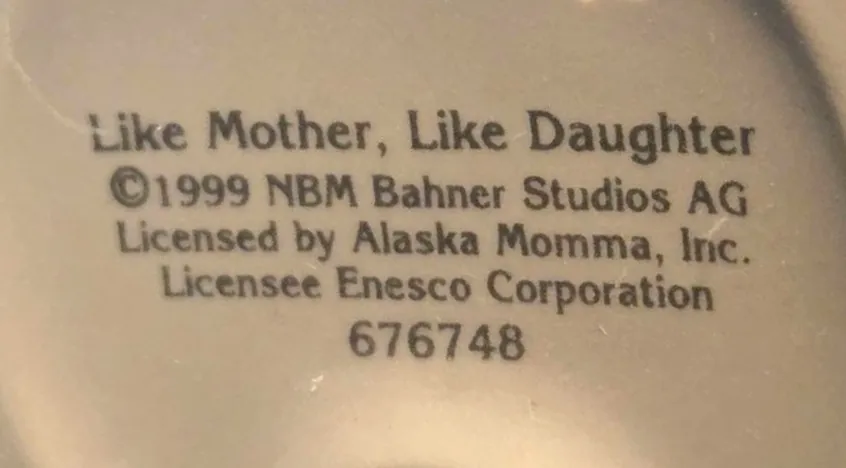 Like Mother, Like Daughter
©1999 NBM Bahner Studios AG
Licensed by Alaska Momma, Inc.
Licensee Enesco Corporation
676748